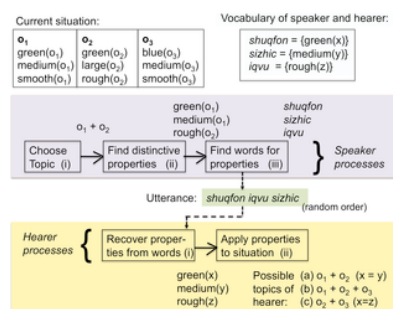 Current situation:
Vocabulary of speaker and hearer:
o1 o2 o3
green(o1) green(o2) blue(o3)
medium(o1) large(o2) medium(o3)
smooth(o1) rough(o2) smooth(o3)
shuqfon = {green(x)}
sizhic = {medium(y)}
iqvu = {rough(z)}
o1 + o2
green(o1)
medium(o1)
rough(o2)
shuqfon
sizhic
iqvu
Choose Topic (i)
Find distinctive properties (ii)
Find words for properties (iii)
} Speaker processes
Utterance: shuqfon iqvu sizhic
(random order)
Hearer processes {
Recover proper-
ties from words (i)
Apply properties
to situation (ii)
green(x)
medium(y)
rough(z)
Possible (a) o1 + o2 (x = y)
topics of (b) o1 + o2 + o3
hearer: (c) o2 + o3 (x=z)